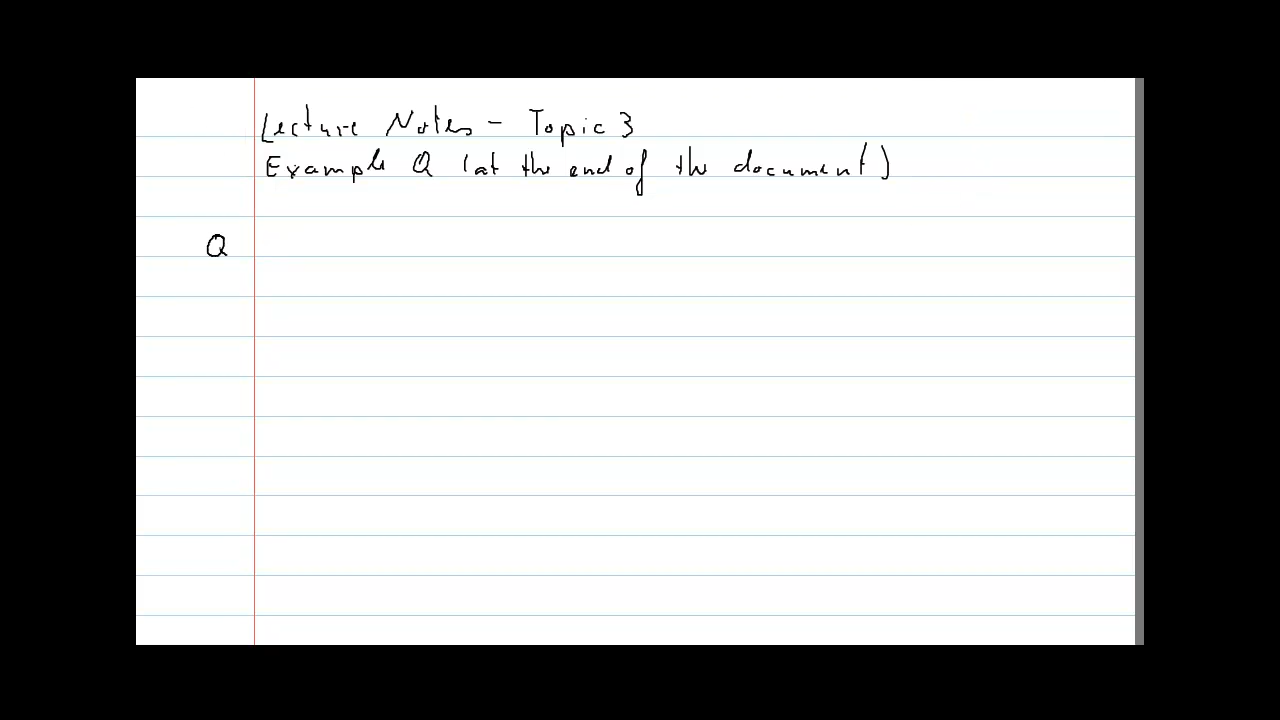 Lecture Notes - Topic 3
Example Q (at the end of the document)
Q